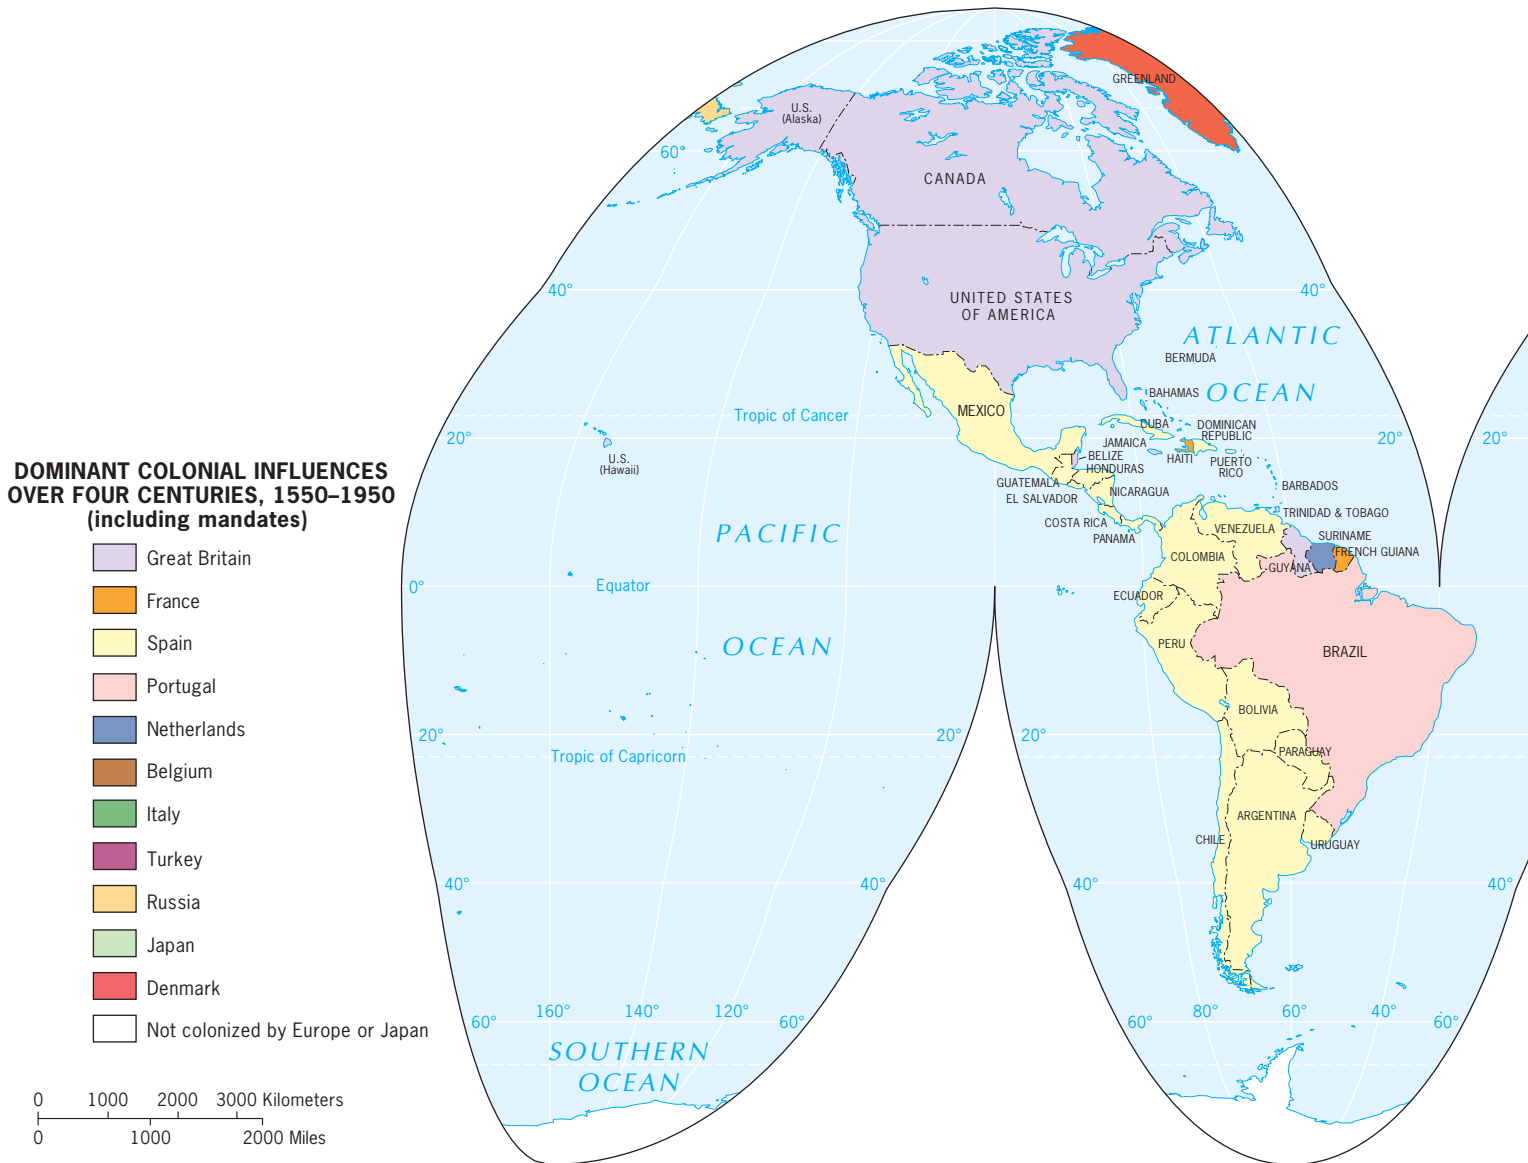 DOMINANT COLONIAL INFLUENCES
OVER FOUR CENTURIES, 1550–1950
(including mandates)
Great Britain
France
Spain
Portugal
Netherlands
Belgium
Italy
Turkey
Russia
Japan
Denmark
Not colonized by Europe or Japan
0 1000 2000 3000 Kilometers
0 1000 2000 Miles
GREENLAND
U.S.
(Alaska)
60°
CANADA
40°
UNITED STATES
OF AMERICA
40°
ATLANTIC
OCEAN
BERMUDA
BAHAMAS
Tropic of Cancer
MEXICO
CUBA
DOMINICAN
REPUBLIC
20°
20°
20°
U.S.
(Hawaii)
JAMAICA
HAITI
PUERTO
RICO
BELIZE
HONDURAS
GUATEMALA
EL SALVADOR
NICARAGUA
BARBADOS
COSTA RICA
PANAMA
TRINIDAD & TOBAGO
VENEZUELA
SURINAME
FRENCH GUIANA
GUYANA
COLOMBIA
PACIFIC
OCEAN
0°
Equator
ECUADOR
PERU
BRAZIL
BOLIVIA
20°
20°
20°
Tropic of Capricorn
PARAGUAY
ARGENTINA
CHILE
URUGUAY
40°
40°
40°
40°
60°
160°
140°
120°
60°
60°
80°
60°
40°
60°
SOUTHERN
OCEAN